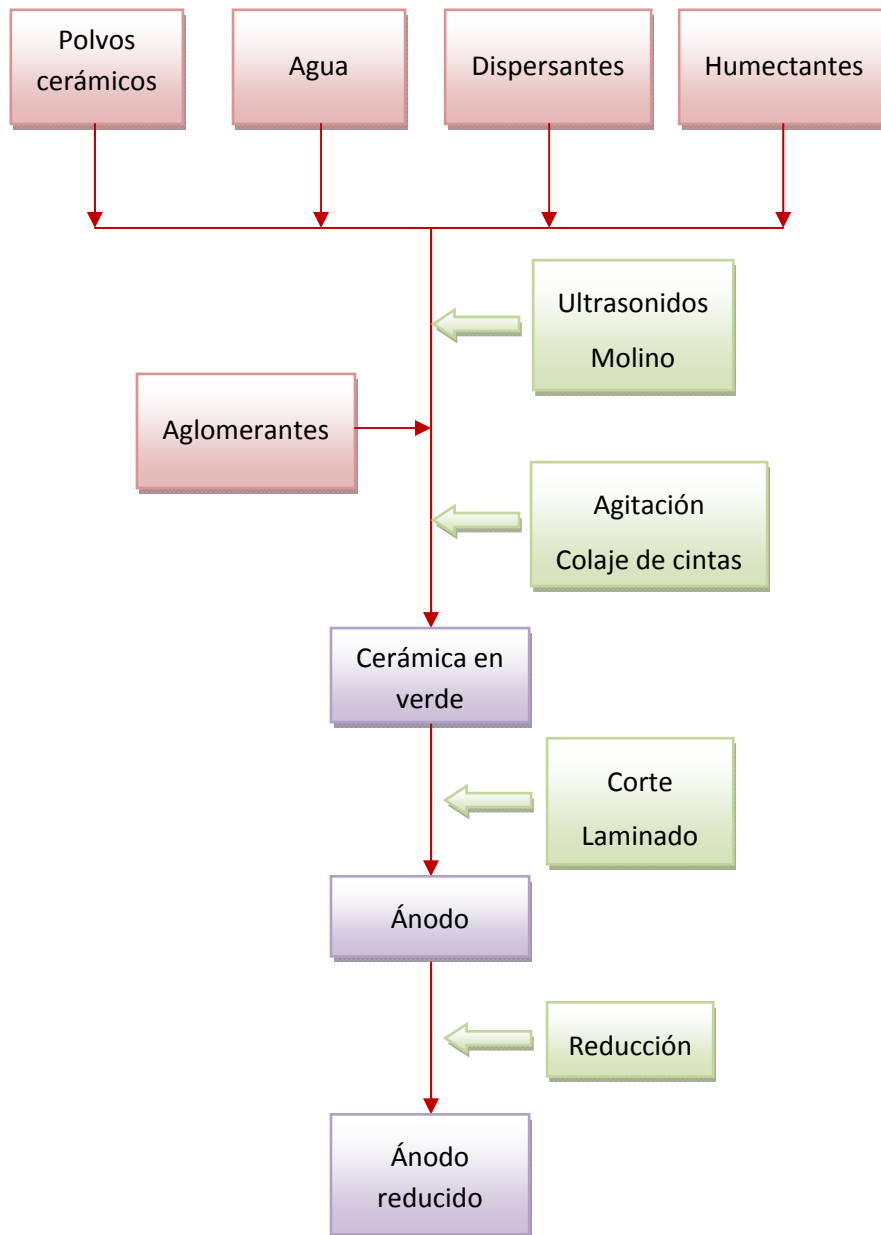 Polvos
cerámicos
Agua
Dispersantes
Humectantes
Ultrasonidos
Molino
Aglomerantes
Agitación
Colaje de cintas
Cerámica en
verde
Corte
Laminado
Ánodo
Reducción
Ánodo
reducido